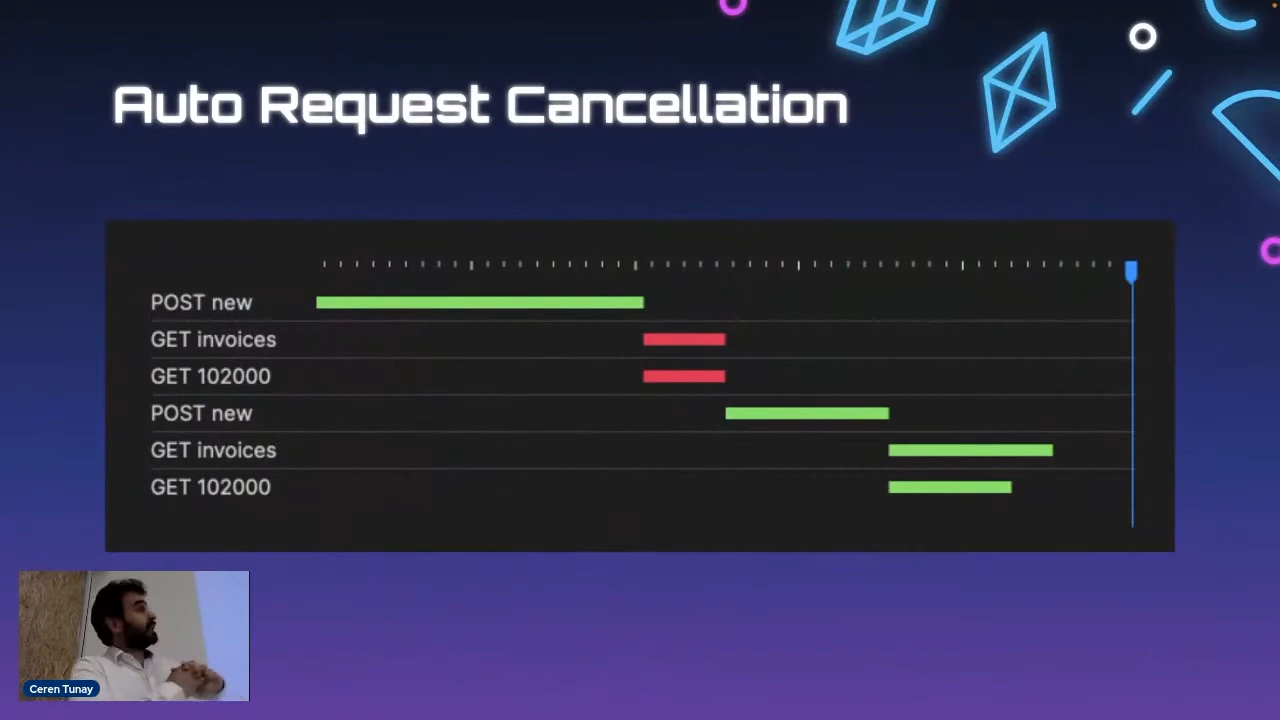 Auto Request Cancellation
POST new
GET invoices
GET 102000
POST new
GET invoices
GET 102000
Ceren Tunay